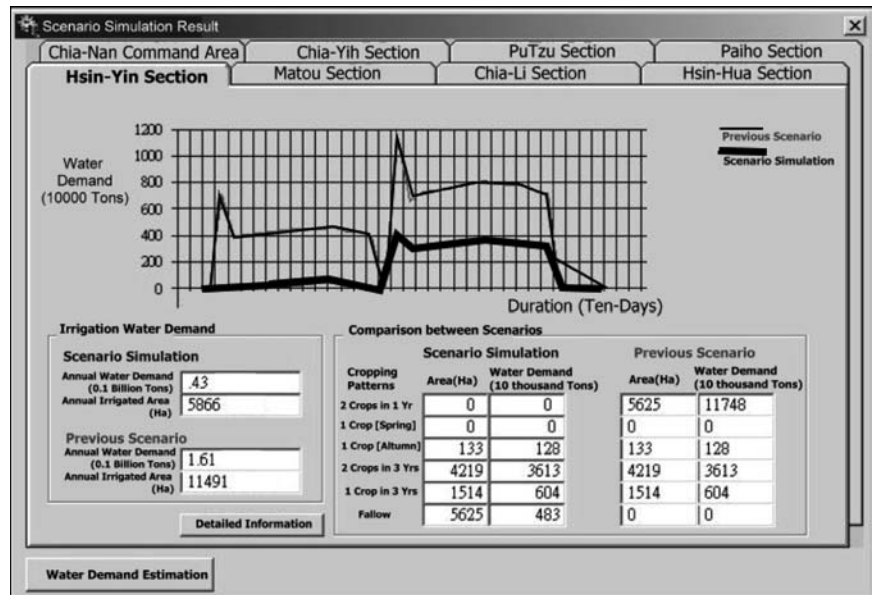 Scenario Simulation Result
Chia-Nan Command Area Chia-Yih Section PuTzu Section Paiho Section
Hsin-Yin Section Matou Section Chia-Li Section Hsin-Hua Section
Water
Demand
(10000 Tons)
1200
1000
800
600
400
200
0
Duration (Ten-Days)
Previous Scenario
Scenario Simulation
Irrigation Water Demand
Scenario Simulation
Annual Water Demand
(0.1 Billion Tons) .43
Annual Irrigated Area
(Ha) 5866
Previous Scenario
Annual Water Demand
(0.1 Billion Tons) 1.61
Annual Irrigated Area
(Ha) 11491
Detailed Information
Comparison between Scenarios
Scenario Simulation Previous Scenario
Cropping
Patterns Area(Ha) Water Demand
(10 thousand Tons) Area(Ha) Water Demand
(10 thousand Tons)
2 Crops in 1 Yr 0 0 5625 11748
1 Crop [Spring] 0 0 0 0
1 Crop [Altumn] 133 128 133 128
2 Crops in 3 Yrs 4219 3613 4219 3613
1 Crop in 3 Yrs 1514 604 1514 604
Fallow 5625 483 0 0
Water Demand Estimation